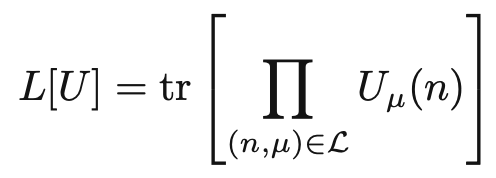 L[U] = tr [ ∏_{(n,μ)∈ℒ} U_μ(n) ]